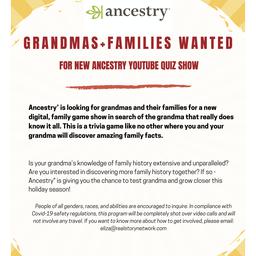 ancestry
GRANDMAS+FAMILIES WANTED
FOR NEW ANCESTRY YOUTUBE QUIZ SHOW
Ancestry® is looking for grandmas and their families for a new
digital, family game show in search of the grandma that really does
know it all. This is a trivia game like no other where you and your
grandma will discover amazing family facts.
Is your grandma's knowledge of family history extensive and unparalleled?
Are you interested in discovering more family history together? If so -
Ancestry® is giving you the chance to test grandma and grow closer this
holiday season!
People of all genders, races, and abilities are encouraged to inquire. In compliance with
Covid-19 safety regulations, this program will be completely shot over video calls and will
not involve any travel. If you want to know more about how to get involved, please email:
eliza@realstorynetwork.com